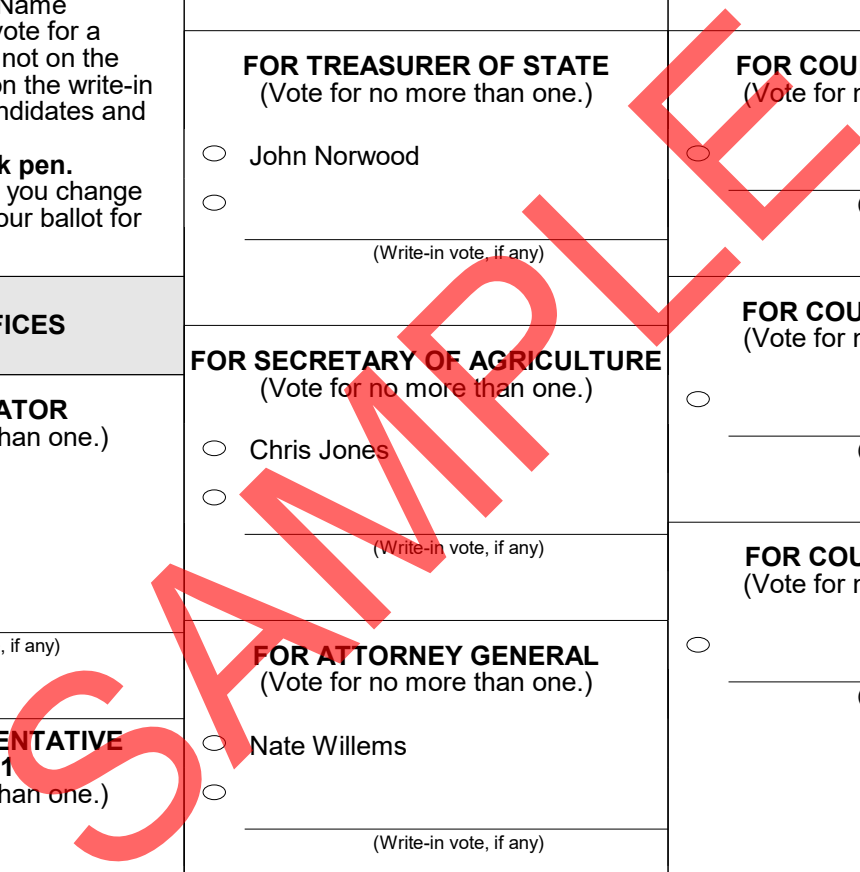 Name
vote for a
not on the
on the write-in
ndidates and
k pen.
you change
our ballot for
FICES
ATOR
han one.)
, if any)
ENTATIVE
1
han one.)
FOR TREASURER OF STATE
(Vote for no more than one.)
John Norwood
(Write-in vote, if any)
FOR SECRETARY OF AGRICULTURE
(Vote for no more than one.)
Chris Jones
(Write-in vote, if any)
FOR ATTORNEY GENERAL
(Vote for no more than one.)
Nate Willems
(Write-in vote, if any)
FOR COU
(Vote for
FOR COU
(Vote for
FOR COU
(Vote for
SAMPLE